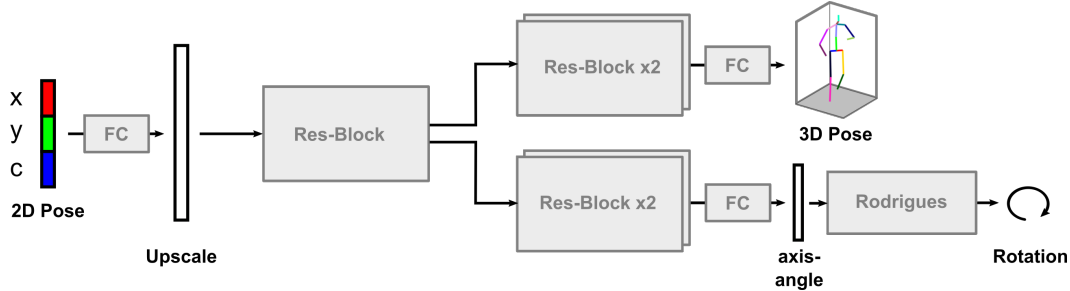 x
y
c
2D Pose
FC
Upscale
Res-Block
Res-Block x2
FC
3D Pose
Res-Block x2
FC
axis-
angle
Rodrigues
Rotation